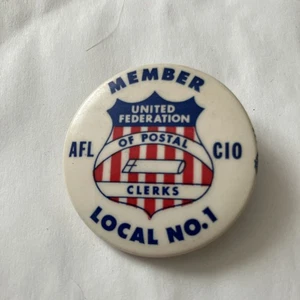 MEMBER
UNITED
FEDERATION
OF POSTAL
AFL CIO
CLERKS
LOCAL NO.1